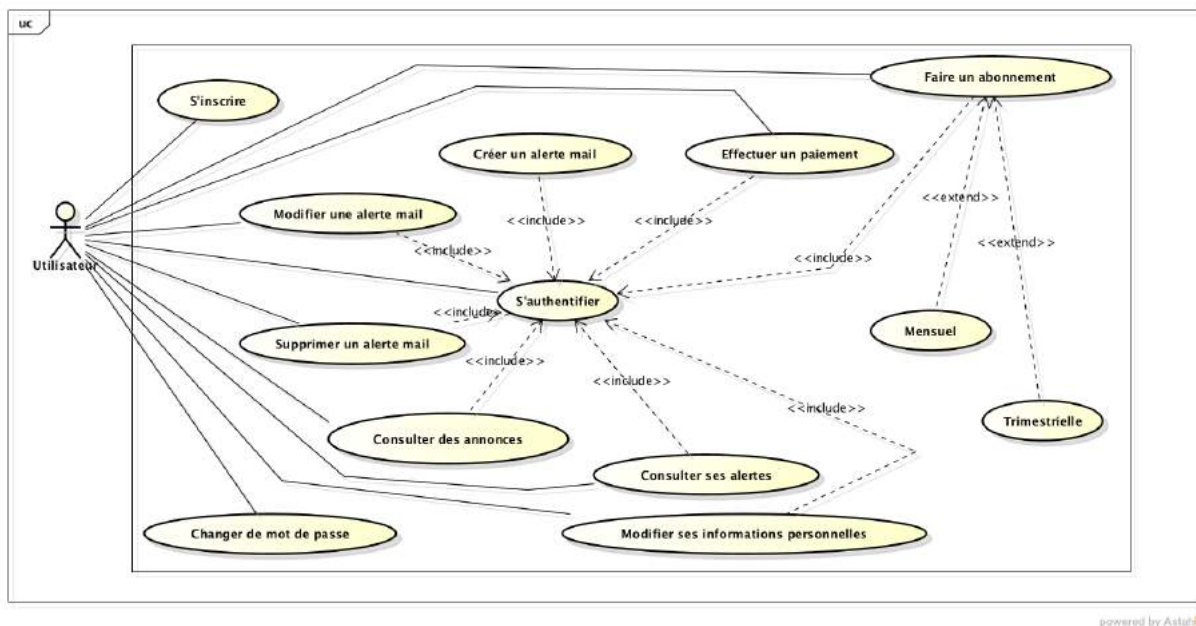 uc
S'inscrire
Faire un abonnement
Créer un alerte mail
Effectuer un paiement
Modifier une alerte mail
<<extend>>
<<include>>
<<include>>
<<include>>
<<extend>>
<<include>>
Utilisateur
S'authentifier
<<include>
Mensuel
Supprimer un alerte mail
<<include>>
<<include>>
<<include>>
Trimestrielle
Consulter des annonces
Consulter ses alertes
Changer de mot de passe
Modifier ses informations personnelles
powered by